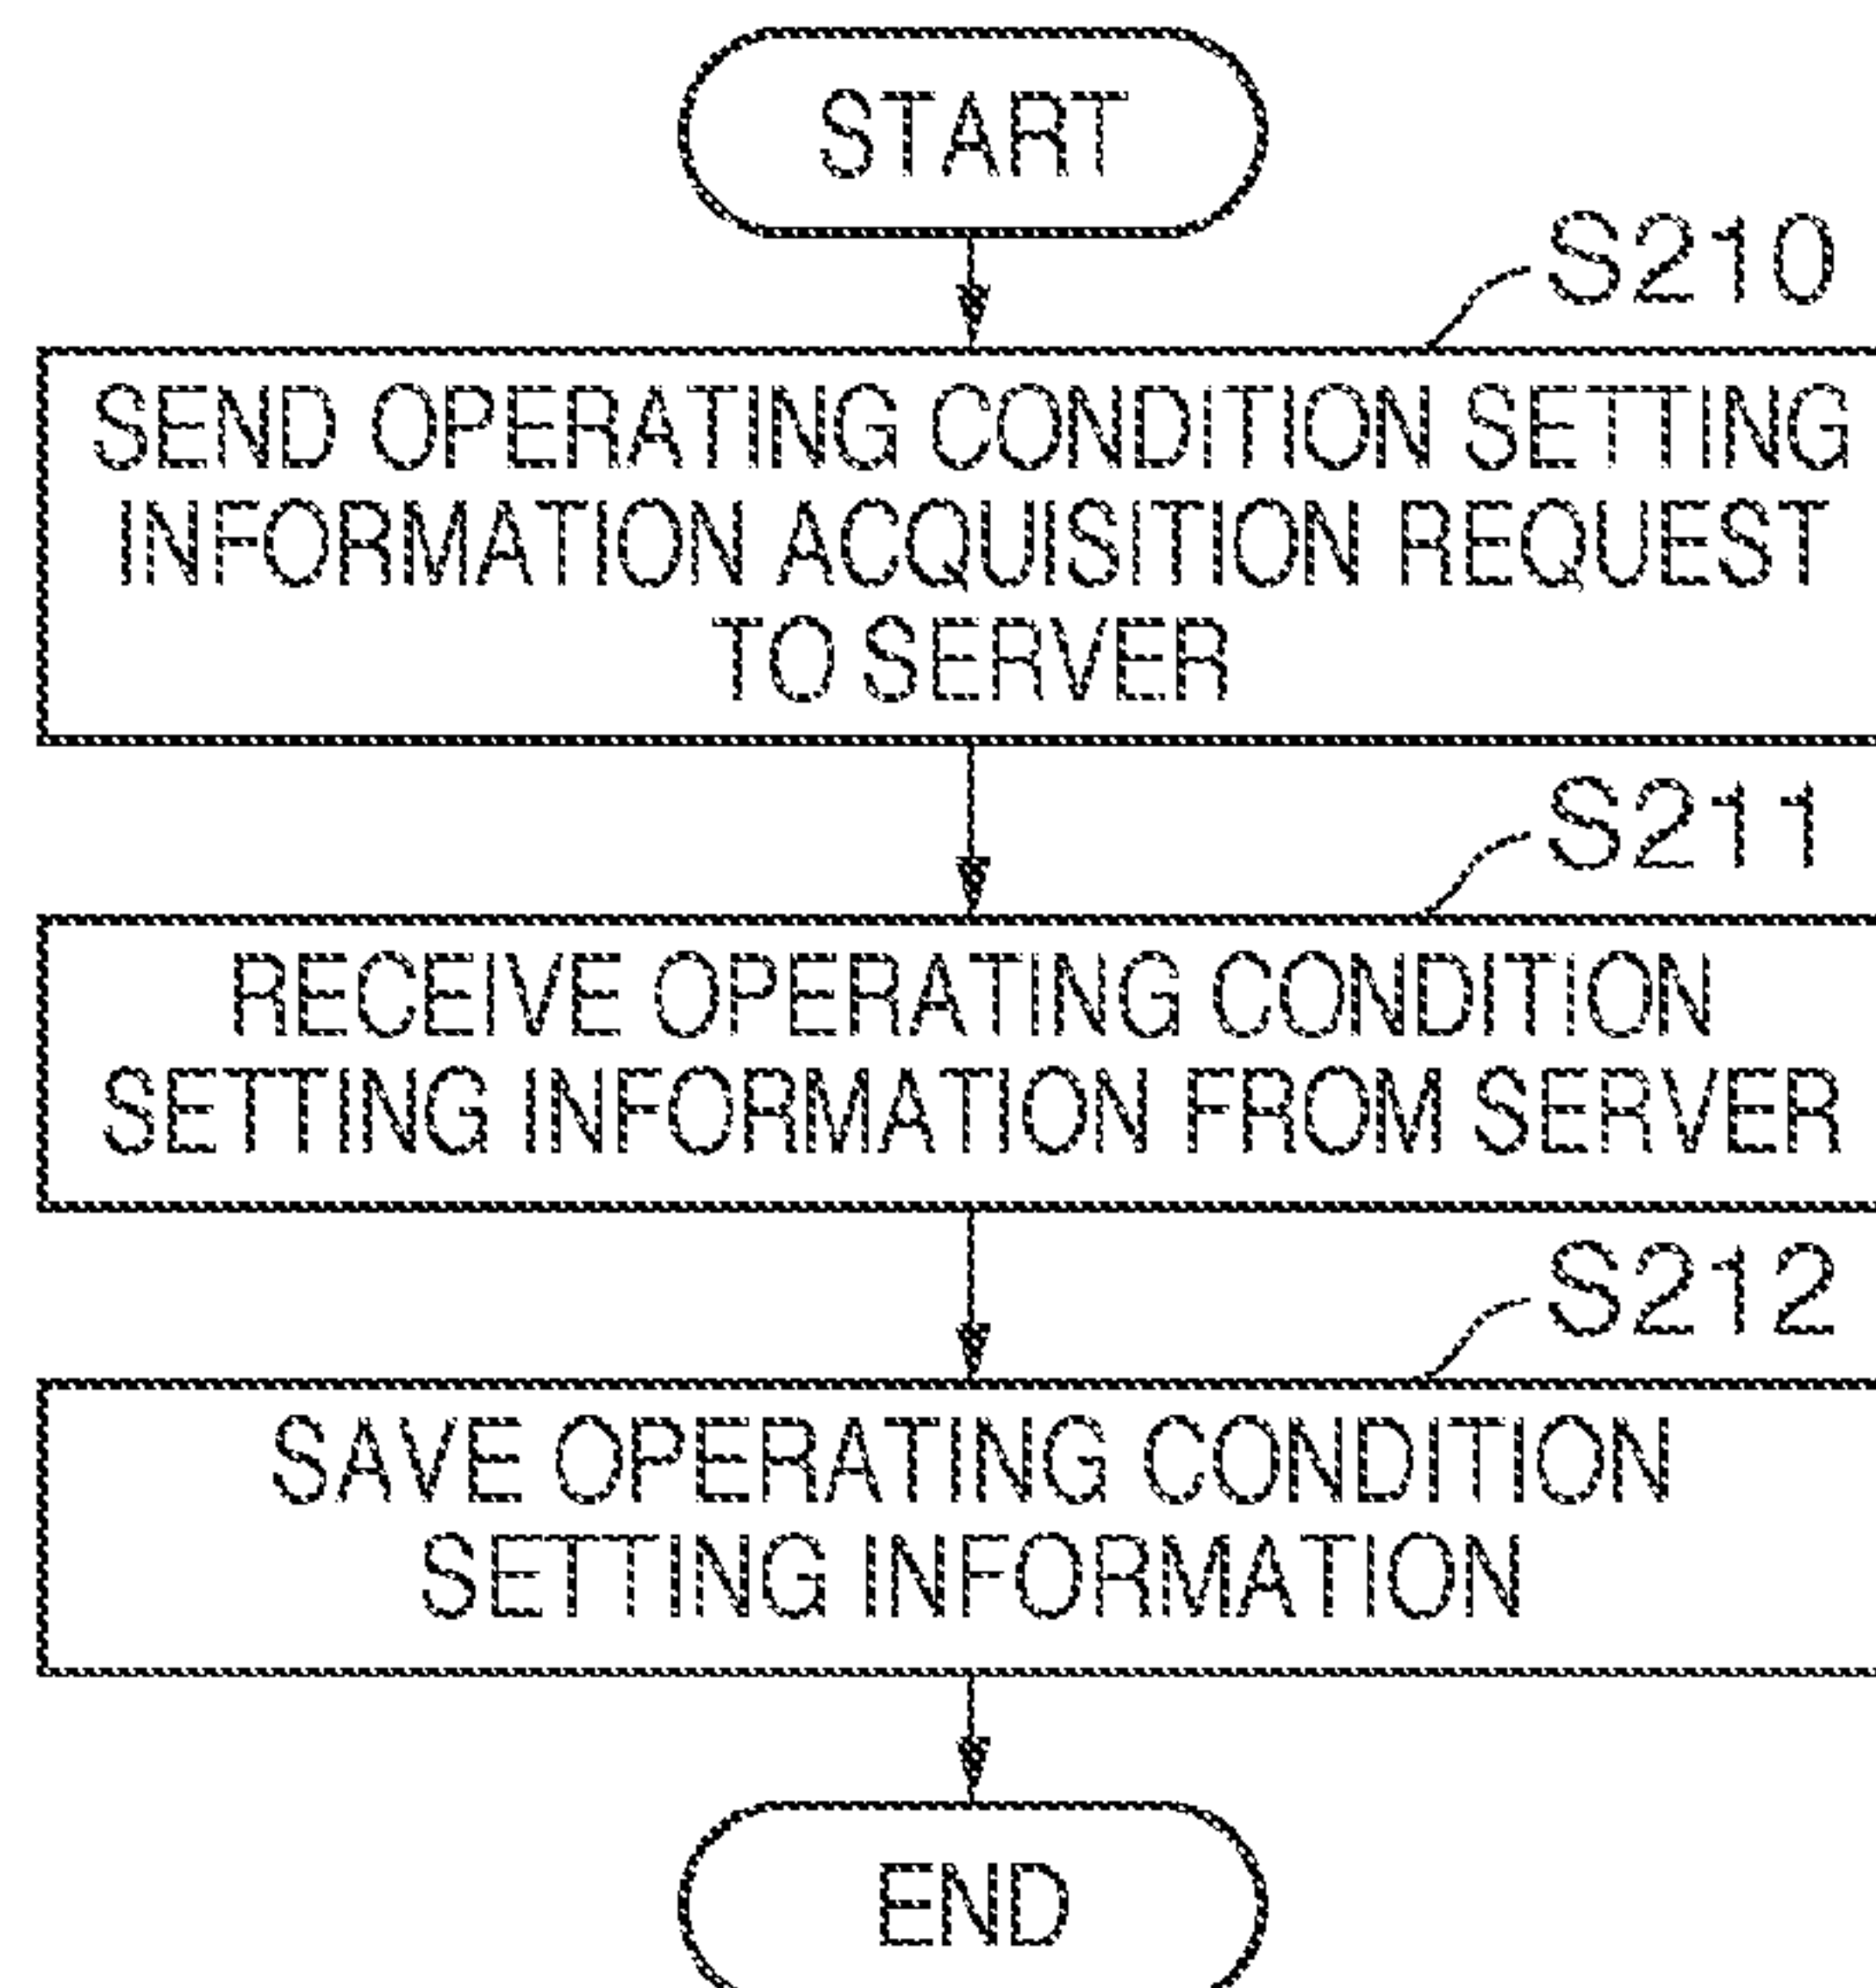 START
S210
SEND OPERATING CONDITION SETTING
INFORMATION ACQUISITION REQUEST
TO SERVER
S211
RECEIVE OPERATING CONDITION
SETTING INFORMATION FROM SERVER
S212
SAVE OPERATING CONDITION
SETTING INFORMATION
END